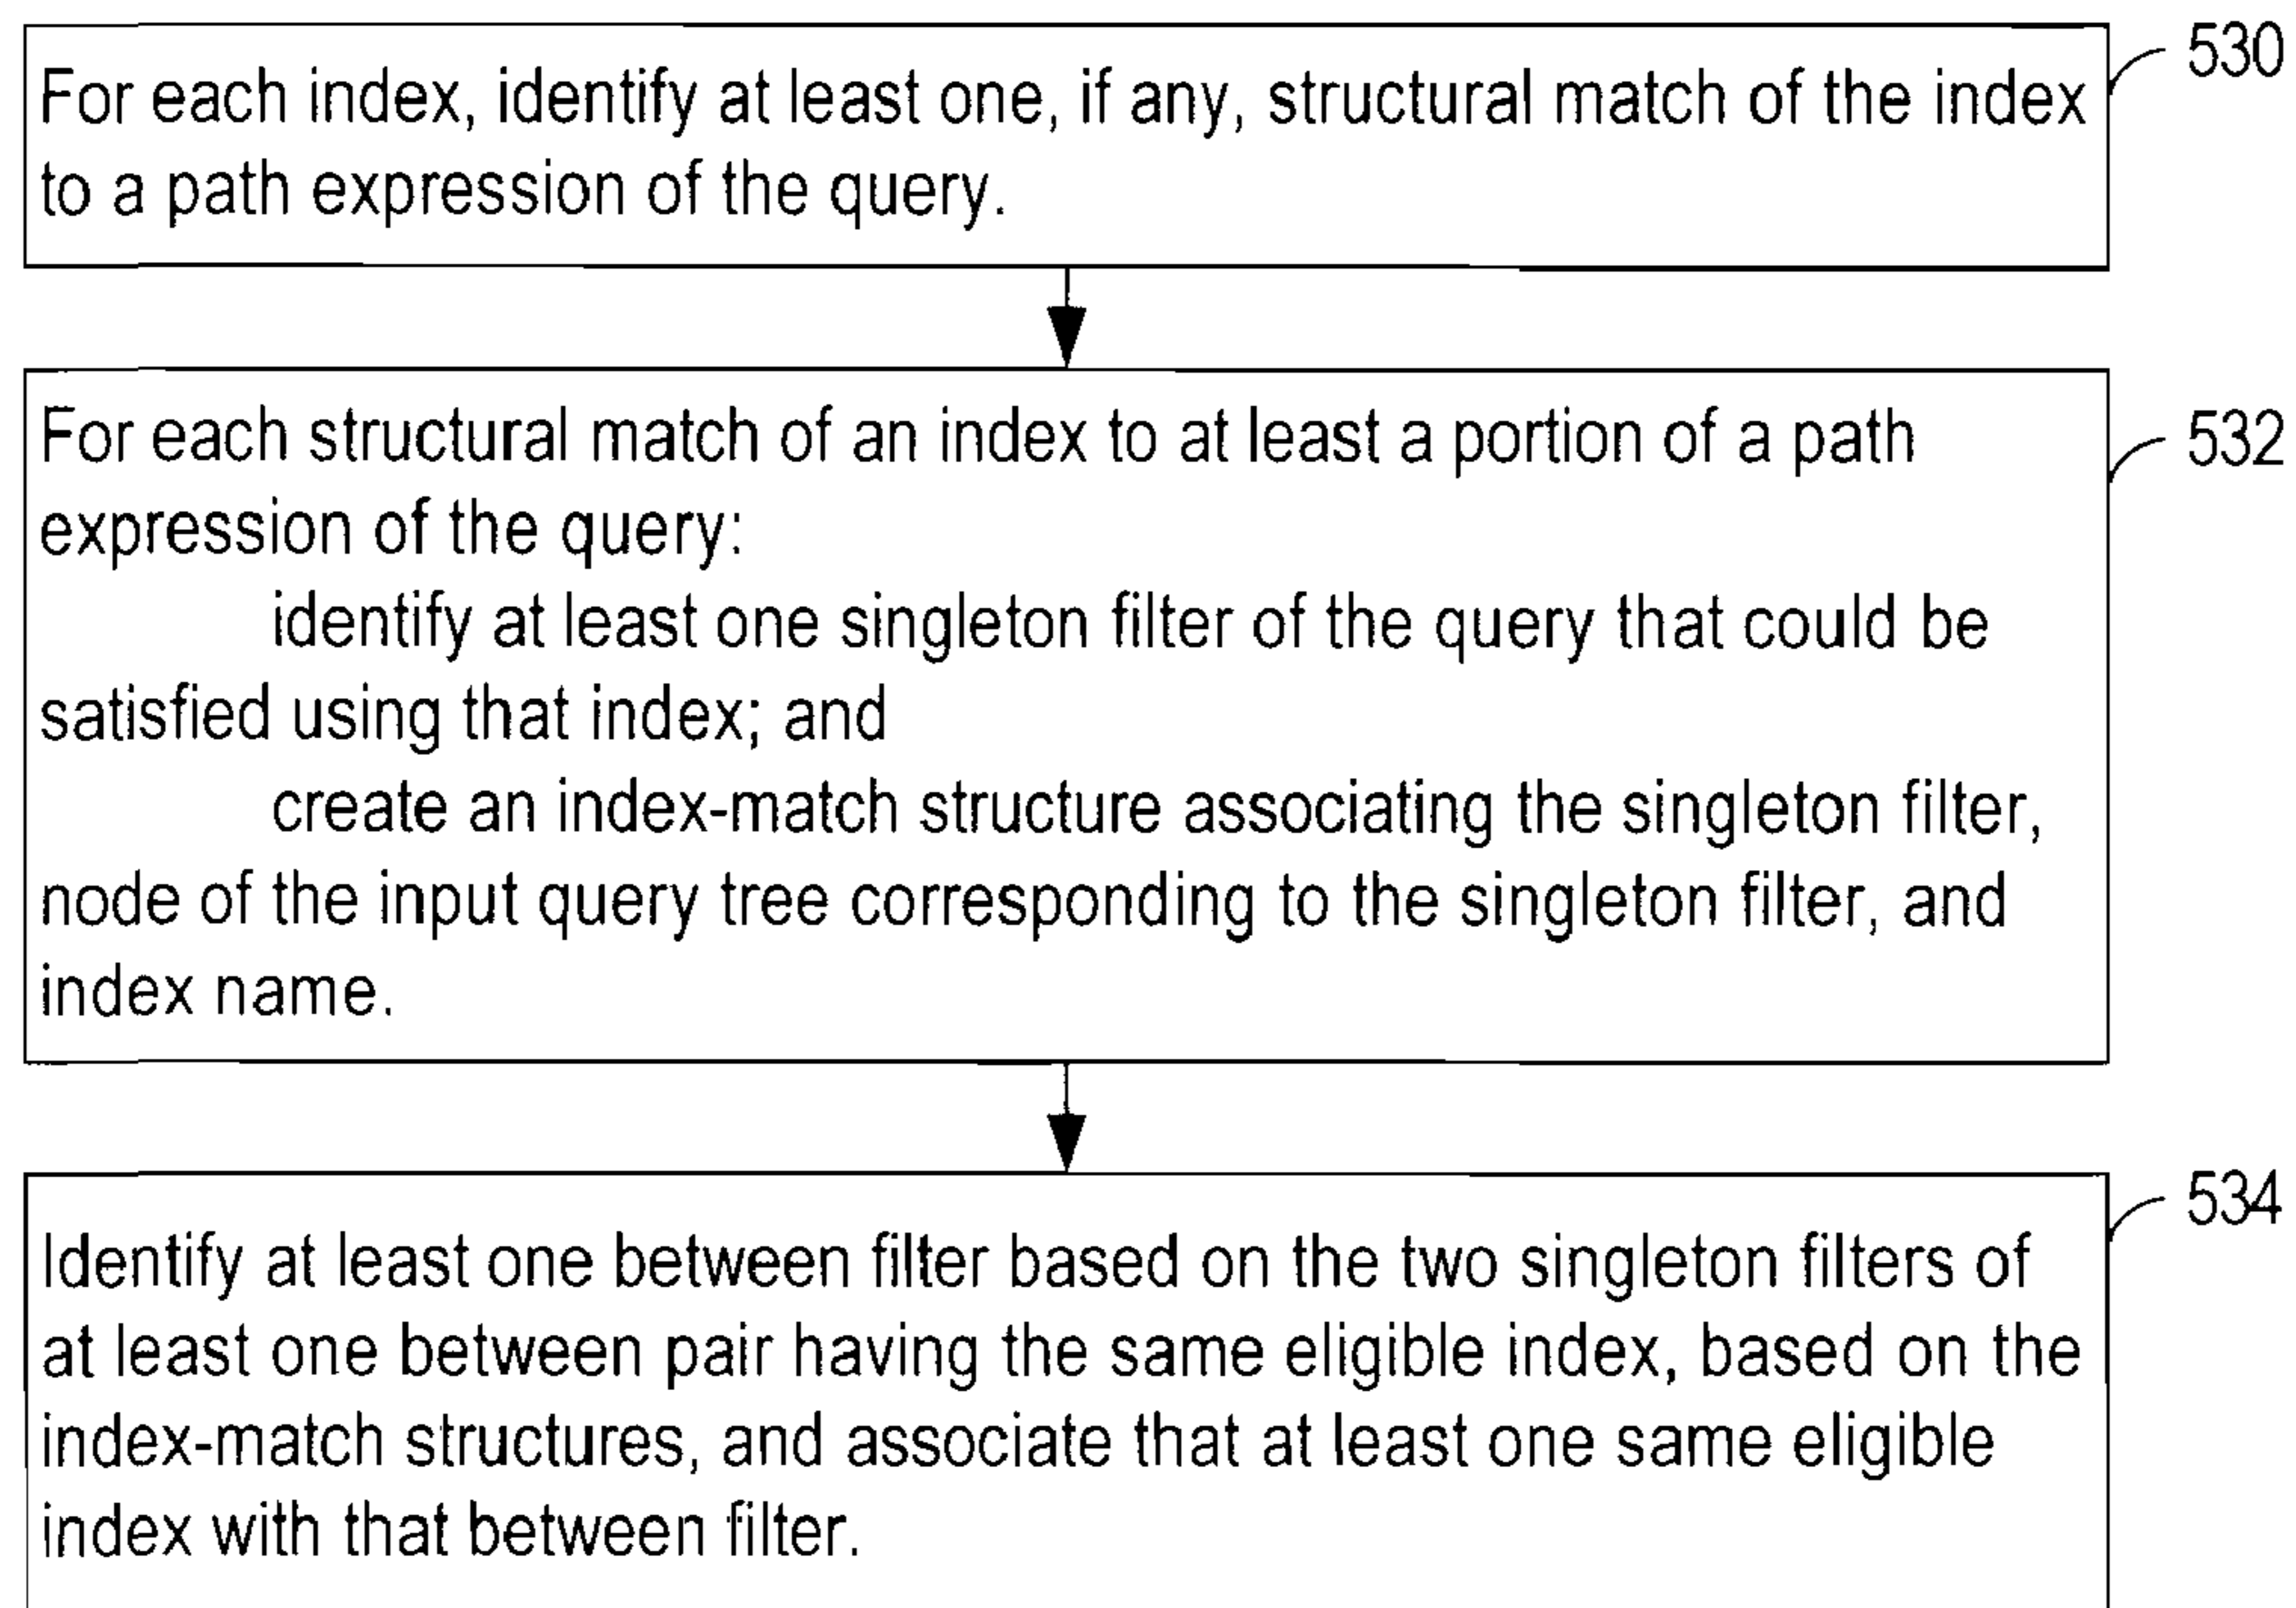 530
For each index, identify at least one, if any, structural match of the index
to a path expression of the query.
532
For each structural match of an index to at least a portion of a path
expression of the query:
identify at least one singleton filter of the query that could be
satisfied using that index; and
create an index-match structure associating the singleton filter,
node of the input query tree corresponding to the singleton filter, and
index name.
534
Identify at least one between filter based on the two singleton filters of
at least one between pair having the same eligible index, based on the
index-match structures, and associate that at least one same eligible
index with that between filter.